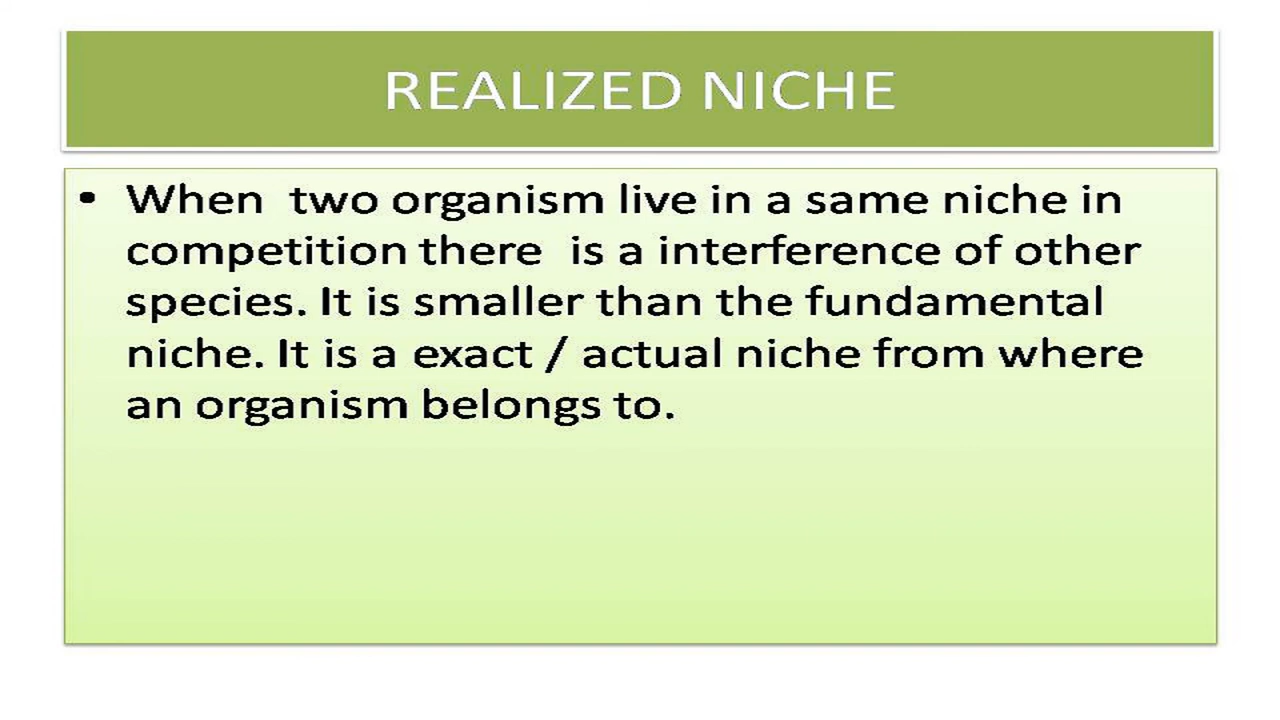 REALIZED NICHE
• When two organism live in a same niche in
competition there is a interference of other
species. It is smaller than the fundamental
niche. It is a exact / actual niche from where
an organism belongs to.